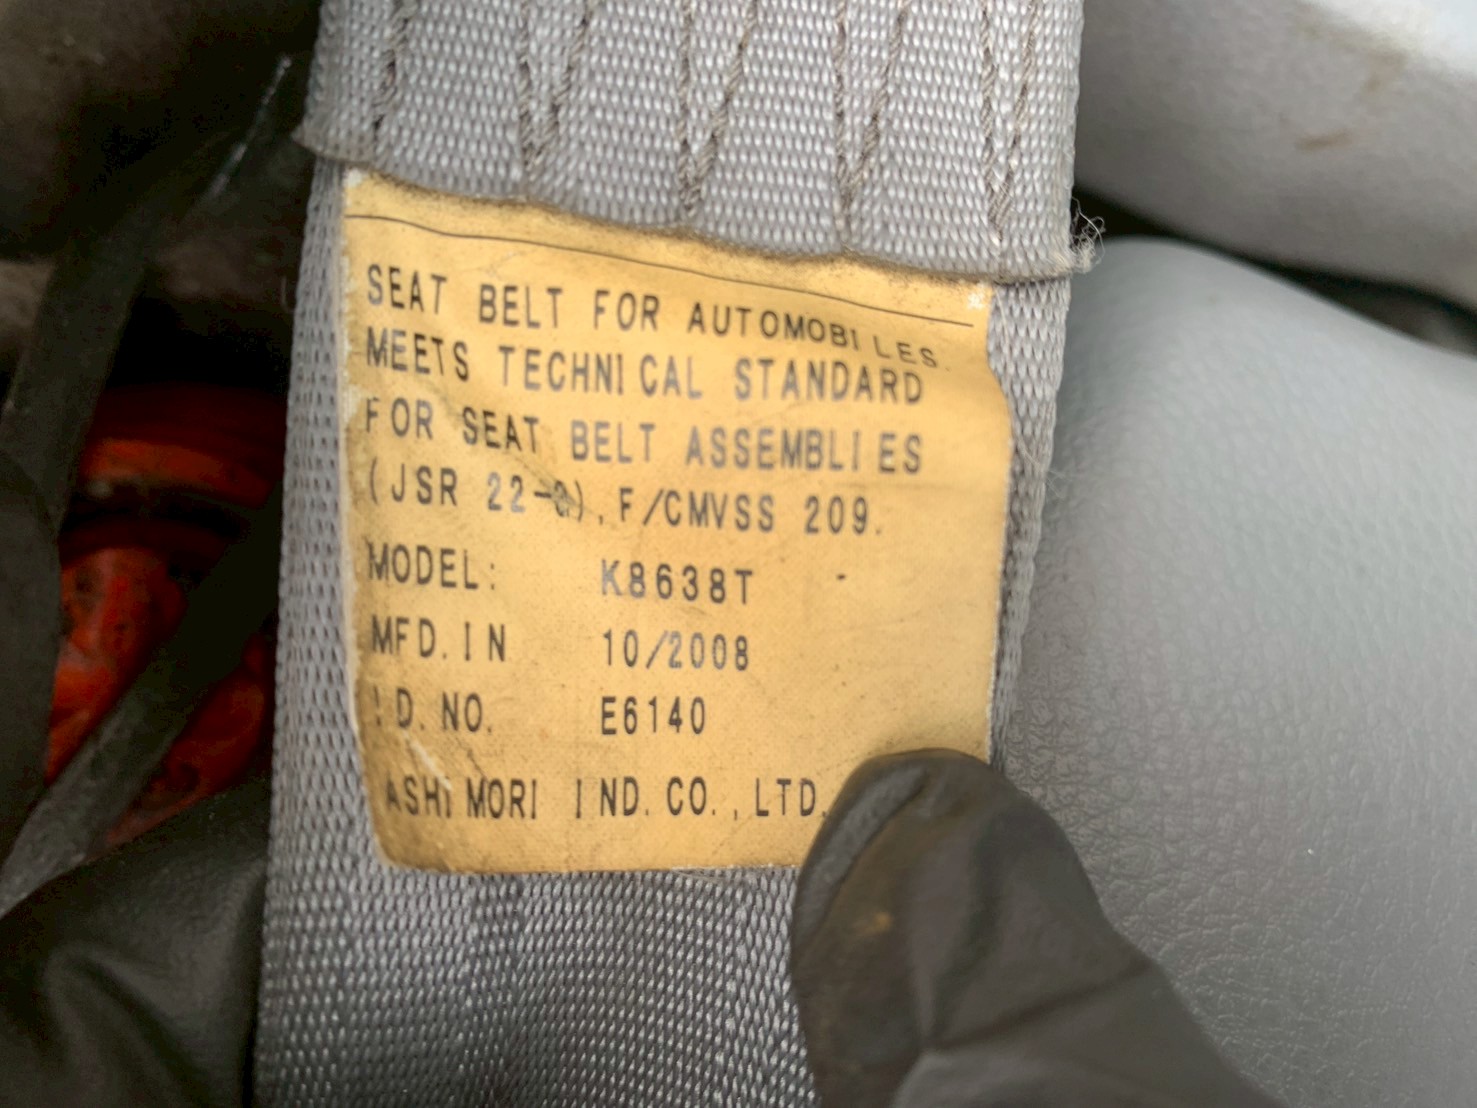 SEAT BELT FOR AUTOMOBILES.
MEETS TECHNICAL STANDARD
FOR SEAT BELT ASSEMBLIES
(JSR 22- ), F/CMVSS 209.
MODEL: K8638T
MFD. IN 10/2008
I D. NO. E6140
ASHIMORI IND. CO., LTD.